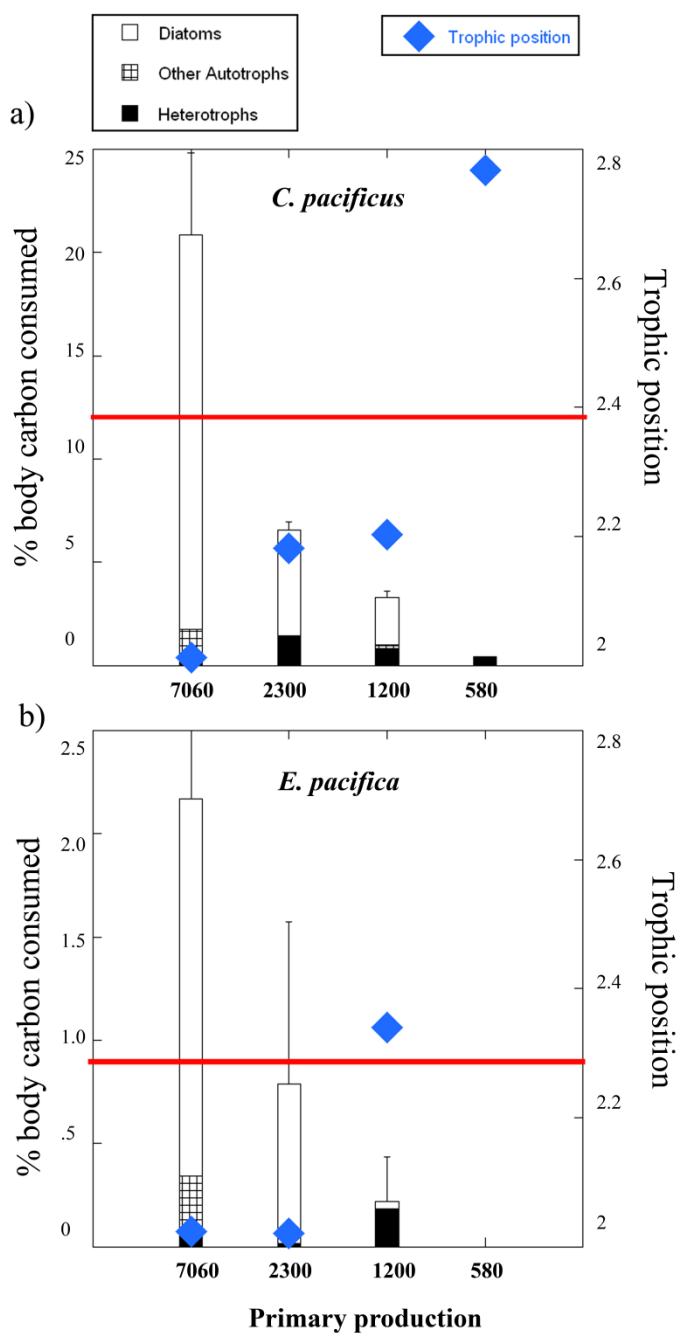 Diatoms
Other Autotrophs
Heterotrophs
Trophic position
a)
C. pacificus
% body carbon consumed
25
20
15
10
5
0
Trophic position
2.8
2.6
2.4
2.2
2
7060 2300 1200 580
b)
E. pacifica
% body carbon consumed
2.5
2.0
1.5
1.0
.5
0
Trophic position
2.8
2.6
2.4
2.2
2
7060 2300 1200 580
Primary production